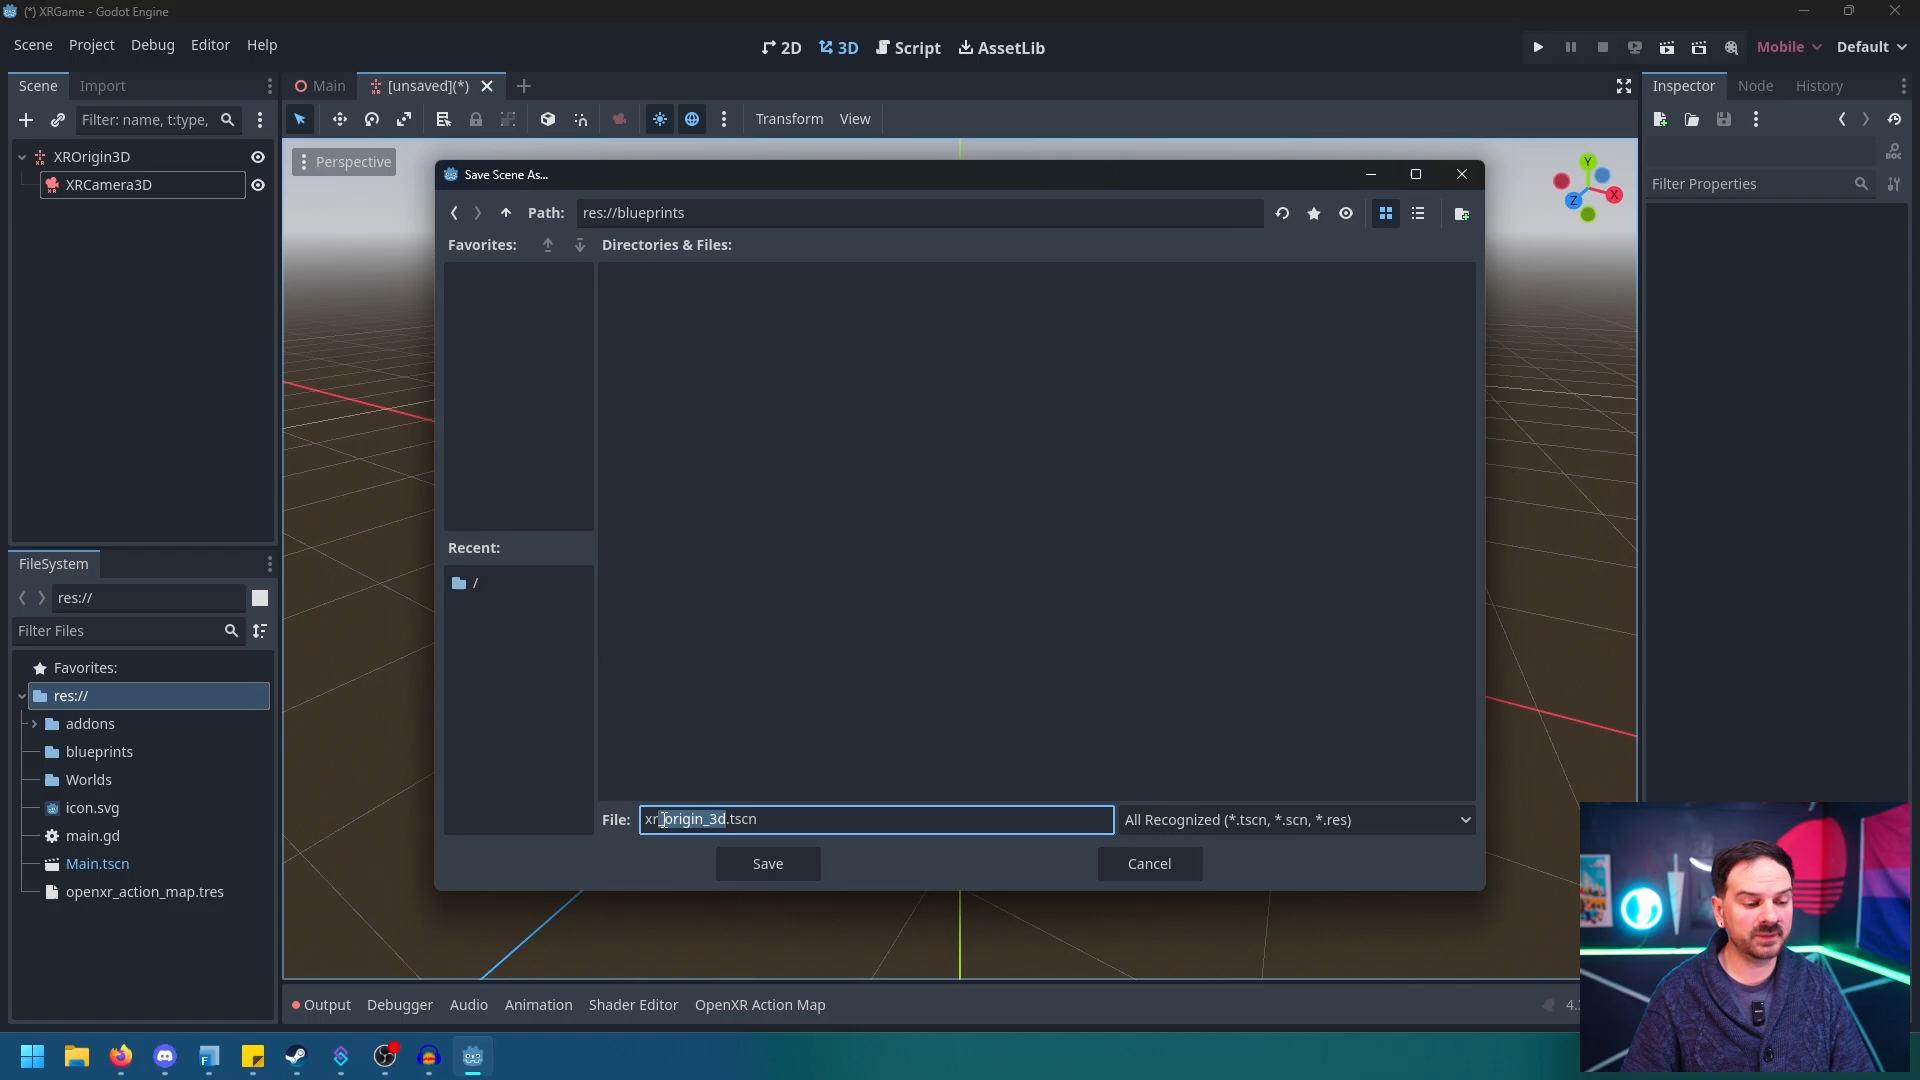 (*) XRGame - Godot Engine
Scene Project Debug Editor Help
2D 3D Script AssetLib
Mobile Default
Scene Import
Main [unsaved](*)
Inspector Node History
Filter: name, t:type,
Transform View
XROrigin3D
XRCamera3D
Perspective
Y
X
Z
Filter Properties
Save Scene As...
Path: res://blueprints
Favorites: Directories & Files:
Recent:
/
File: xr_origin_3d.tscn All Recognized (*.tscn, *.scn, *.res)
Save Cancel
FileSystem
res://
Filter Files
Favorites:
res://
addons
blueprints
Worlds
icon.svg
main.gd
Main.tscn
openxr_action_map.tres
Output Debugger Audio Animation Shader Editor OpenXR Action Map